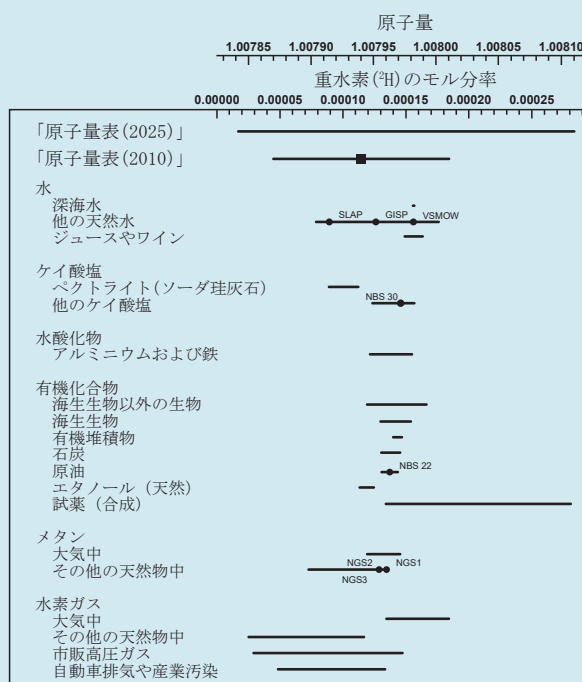 原子量
1.00785 1.00790 1.00795 1.00800 1.00805 1.00810
重水素(²H)のモル分率
0.00000 0.00005 0.00010 0.00015 0.00020 0.00025
「原子量表(2025)」
「原子量表(2010)」
水
深海水
他の天然水 SLAP GISP VSMOW
ジュースやワイン
ケイ酸塩
ペクトライト(ソーダ珪灰石)
他のケイ酸塩 NBS 30
水酸化物
アルミニウムおよび鉄
有機化合物
海生生物以外の生物
海生生物
有機堆積物
石炭
原油 NBS 22
エタノール (天然)
試薬 (合成)
メタン
大気中
その他の天然物中 NGS2 NGS1
NGS3
水素ガス
大気中
その他の天然物中
市販高圧ガス
自動車排気や産業汚染